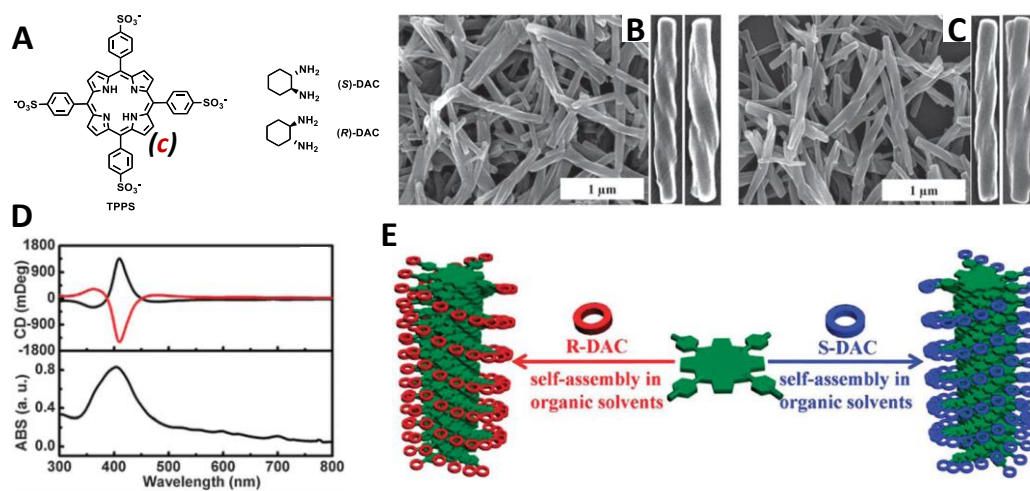 A
SO₃⁻
⁻O₃S
SO₃⁻
SO₃⁻
NH
N
N
HN
(c)
TPPS
NH₂
NH₂
(S)-DAC
NH₂
NH₂
(R)-DAC
B
1 µm
C
1 µm
D
1800
900
0
-900
-1800
CD (mDeg)
0.8
0.4
0.0
ABS (a. u.)
300 400 500 600 700 800
Wavelength (nm)
E
R-DAC
self-assembly in
organic solvents
S-DAC
self-assembly in
organic solvents